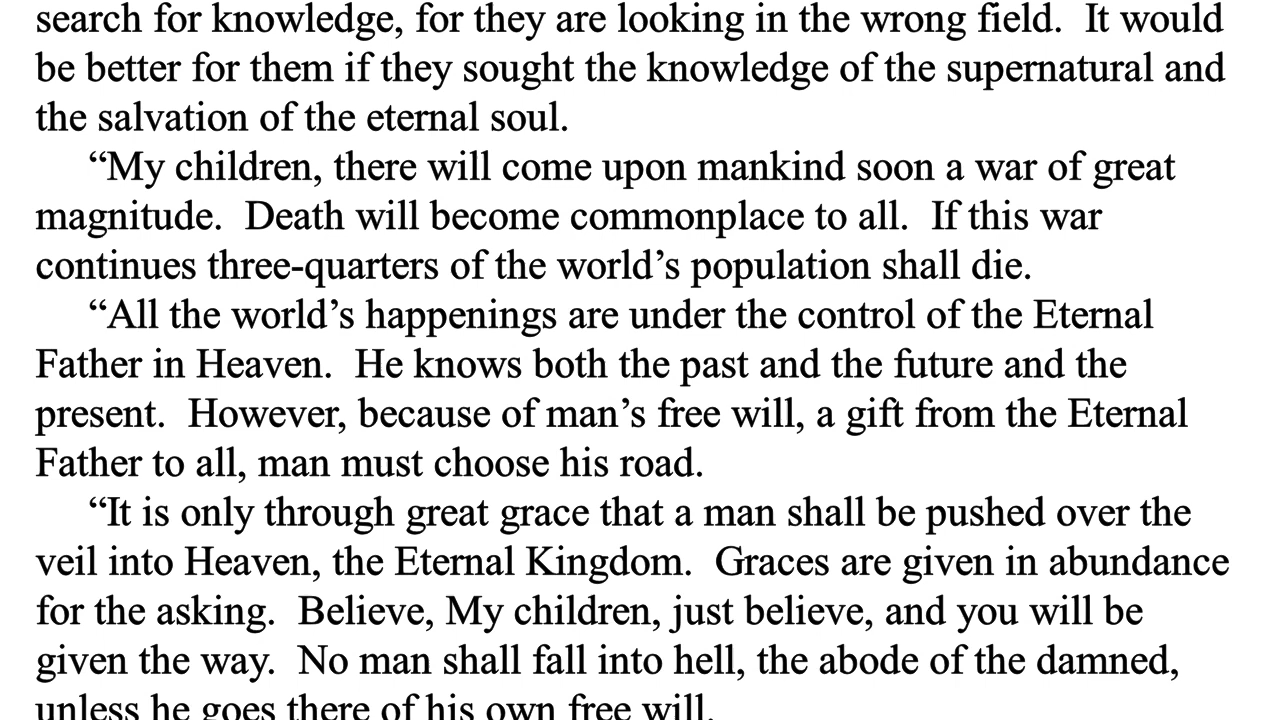 search for knowledge, for they are looking in the wrong field.  It would
be better for them if they sought the knowledge of the supernatural and
the salvation of the eternal soul.
“My children, there will come upon mankind soon a war of great
magnitude.  Death will become commonplace to all.  If this war
continues three-quarters of the world’s population shall die.
“All the world’s happenings are under the control of the Eternal
Father in Heaven.  He knows both the past and the future and the
present.  However, because of man’s free will, a gift from the Eternal
Father to all, man must choose his road.
“It is only through great grace that a man shall be pushed over the
veil into Heaven, the Eternal Kingdom.  Graces are given in abundance
for the asking.  Believe, My children, just believe, and you will be
given the way.  No man shall fall into hell, the abode of the damned,
unless he goes there of his own free will.